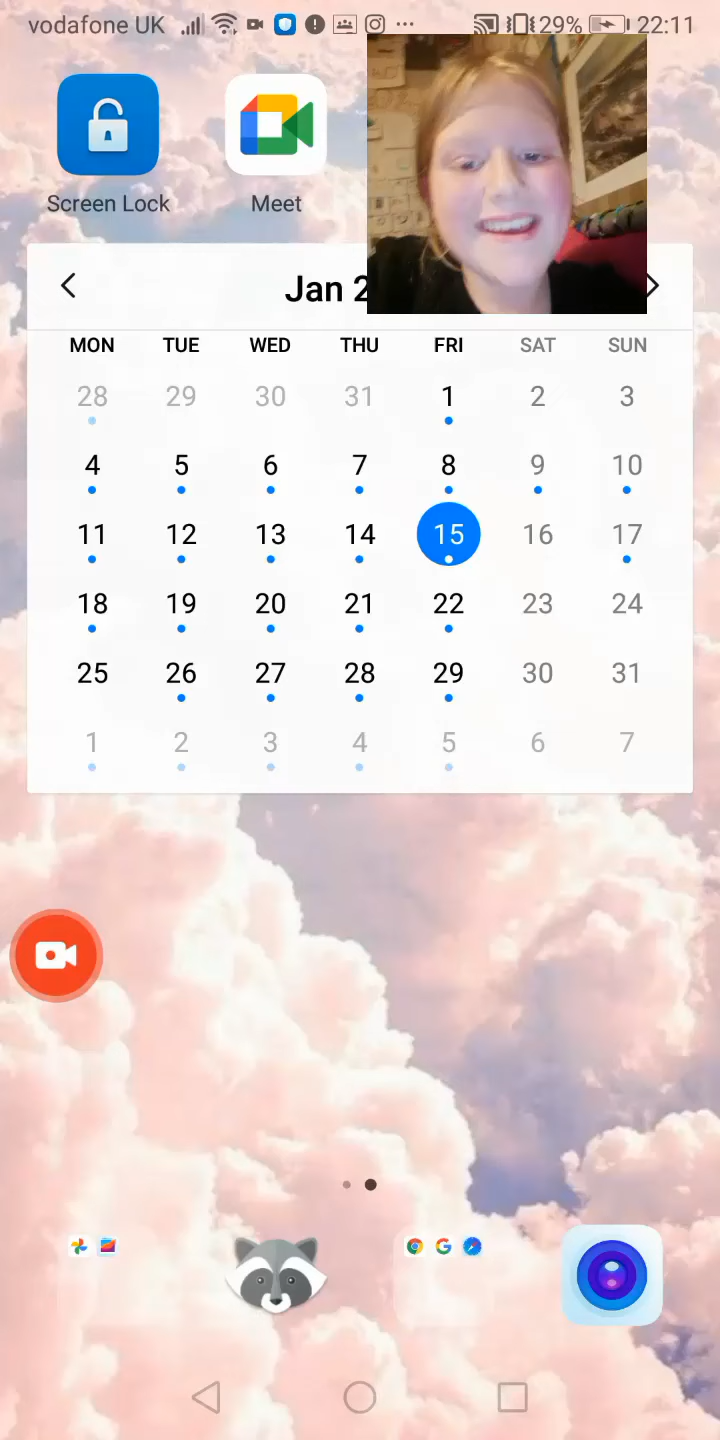 vodafone UK 29% 22:11
Screen Lock Meet
Jan 2
MON TUE WED THU FRI SAT SUN
28 29 30 31 1 2 3
4 5 6 7 8 9 10
11 12 13 14 15 16 17
18 19 20 21 22 23 24
25 26 27 28 29 30 31
1 2 3 4 5 6 7